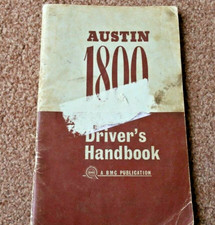 AUSTIN
1800
Driver's
Handbook
A BMC PUBLICATION